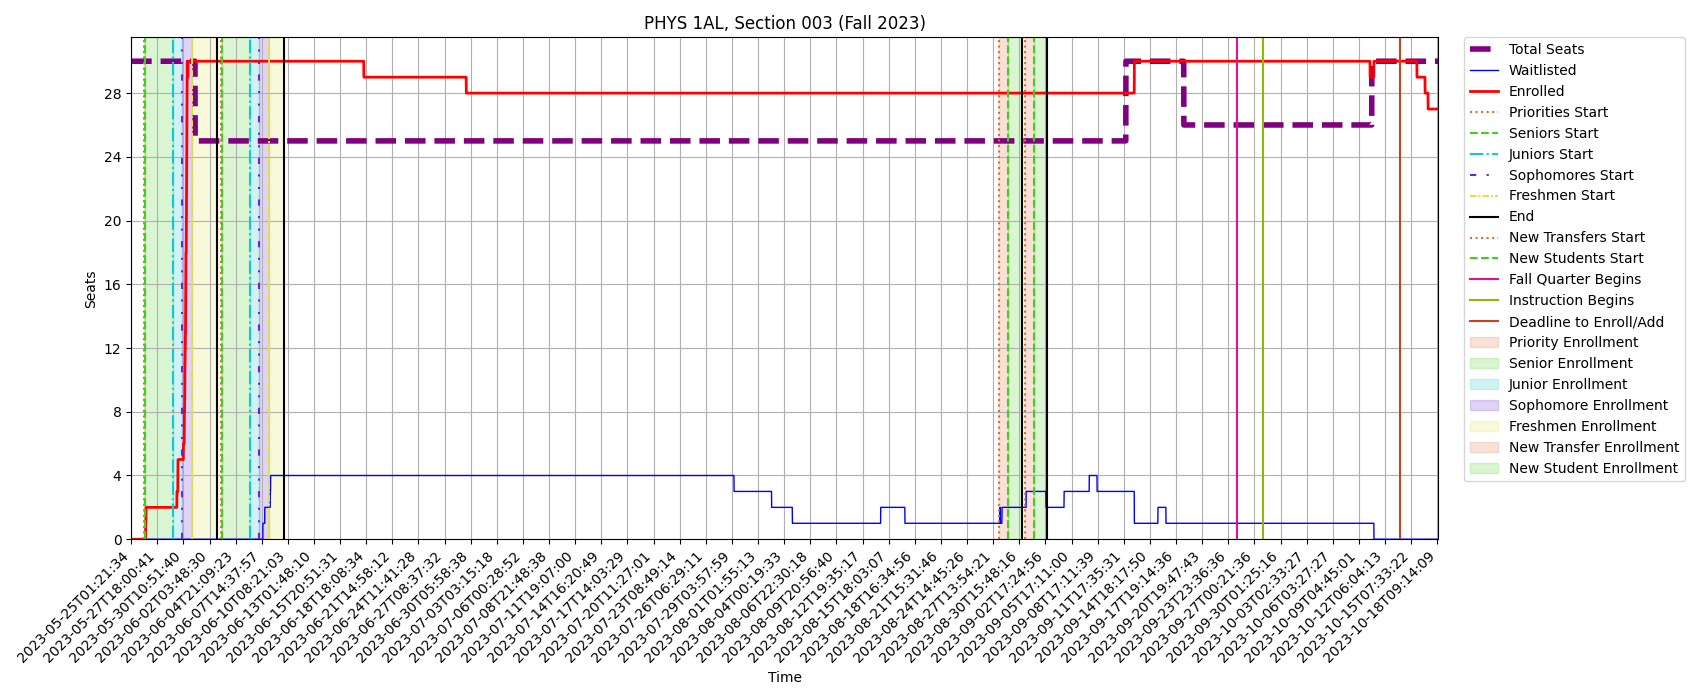 PHYS 1AL, Section 003 (Fall 2023)
Seats
28
24
20
16
12
8
4
0
2023-05-25T01:21:34
2023-05-27T18:00:41
2023-05-30T10:51:40
2023-06-02T03:48:30
2023-06-04T21:09:23
2023-06-07T14:37:57
2023-06-10T08:21:03
2023-06-13T01:48:10
2023-06-15T20:51:31
2023-06-18T18:08:34
2023-06-21T14:58:12
2023-06-24T11:41:28
2023-06-27T08:37:32
2023-06-30T05:58:38
2023-07-03T03:15:18
2023-07-06T00:28:52
2023-07-08T21:48:38
2023-07-11T19:07:00
2023-07-14T16:20:49
2023-07-17T14:03:29
2023-07-20T11:27:01
2023-07-23T08:49:14
2023-07-26T06:29:11
2023-07-29T03:57:59
2023-08-01T01:55:13
2023-08-04T00:19:33
2023-08-06T22:30:18
2023-08-09T20:56:40
2023-08-12T19:35:17
2023-08-15T18:03:07
2023-08-18T16:34:56
2023-08-21T15:31:46
2023-08-24T14:45:26
2023-08-27T13:54:21
2023-08-30T15:48:16
2023-09-02T17:24:56
2023-09-05T17:11:00
2023-09-08T17:11:39
2023-09-11T17:35:31
2023-09-14T18:17:50
2023-09-17T19:14:36
2023-09-20T19:47:43
2023-09-23T23:36:36
2023-09-27T00:21:36
2023-09-30T01:25:16
2023-10-03T02:33:27
2023-10-06T03:27:27
2023-10-09T04:45:01
2023-10-12T06:04:13
2023-10-15T07:33:22
2023-10-18T09:14:09
Time
Total Seats
Waitlisted
Enrolled
Priorities Start
Seniors Start
Juniors Start
Sophomores Start
Freshmen Start
End
New Transfers Start
New Students Start
Fall Quarter Begins
Instruction Begins
Deadline to Enroll/Add
Priority Enrollment
Senior Enrollment
Junior Enrollment
Sophomore Enrollment
Freshmen Enrollment
New Transfer Enrollment
New Student Enrollment